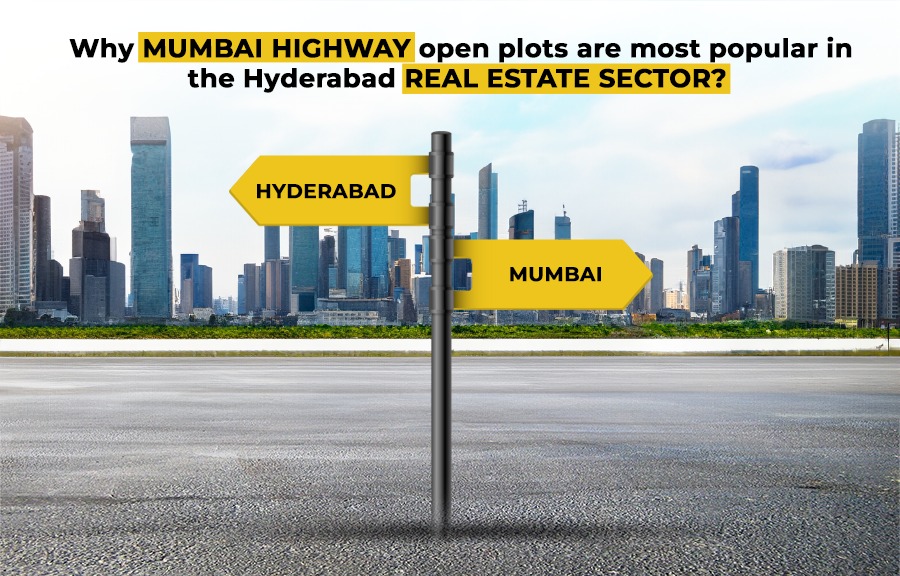 Why MUMBAI HIGHWAY open plots are most popular in
the Hyderabad REAL ESTATE SECTOR?
HYDERABAD
MUMBAI